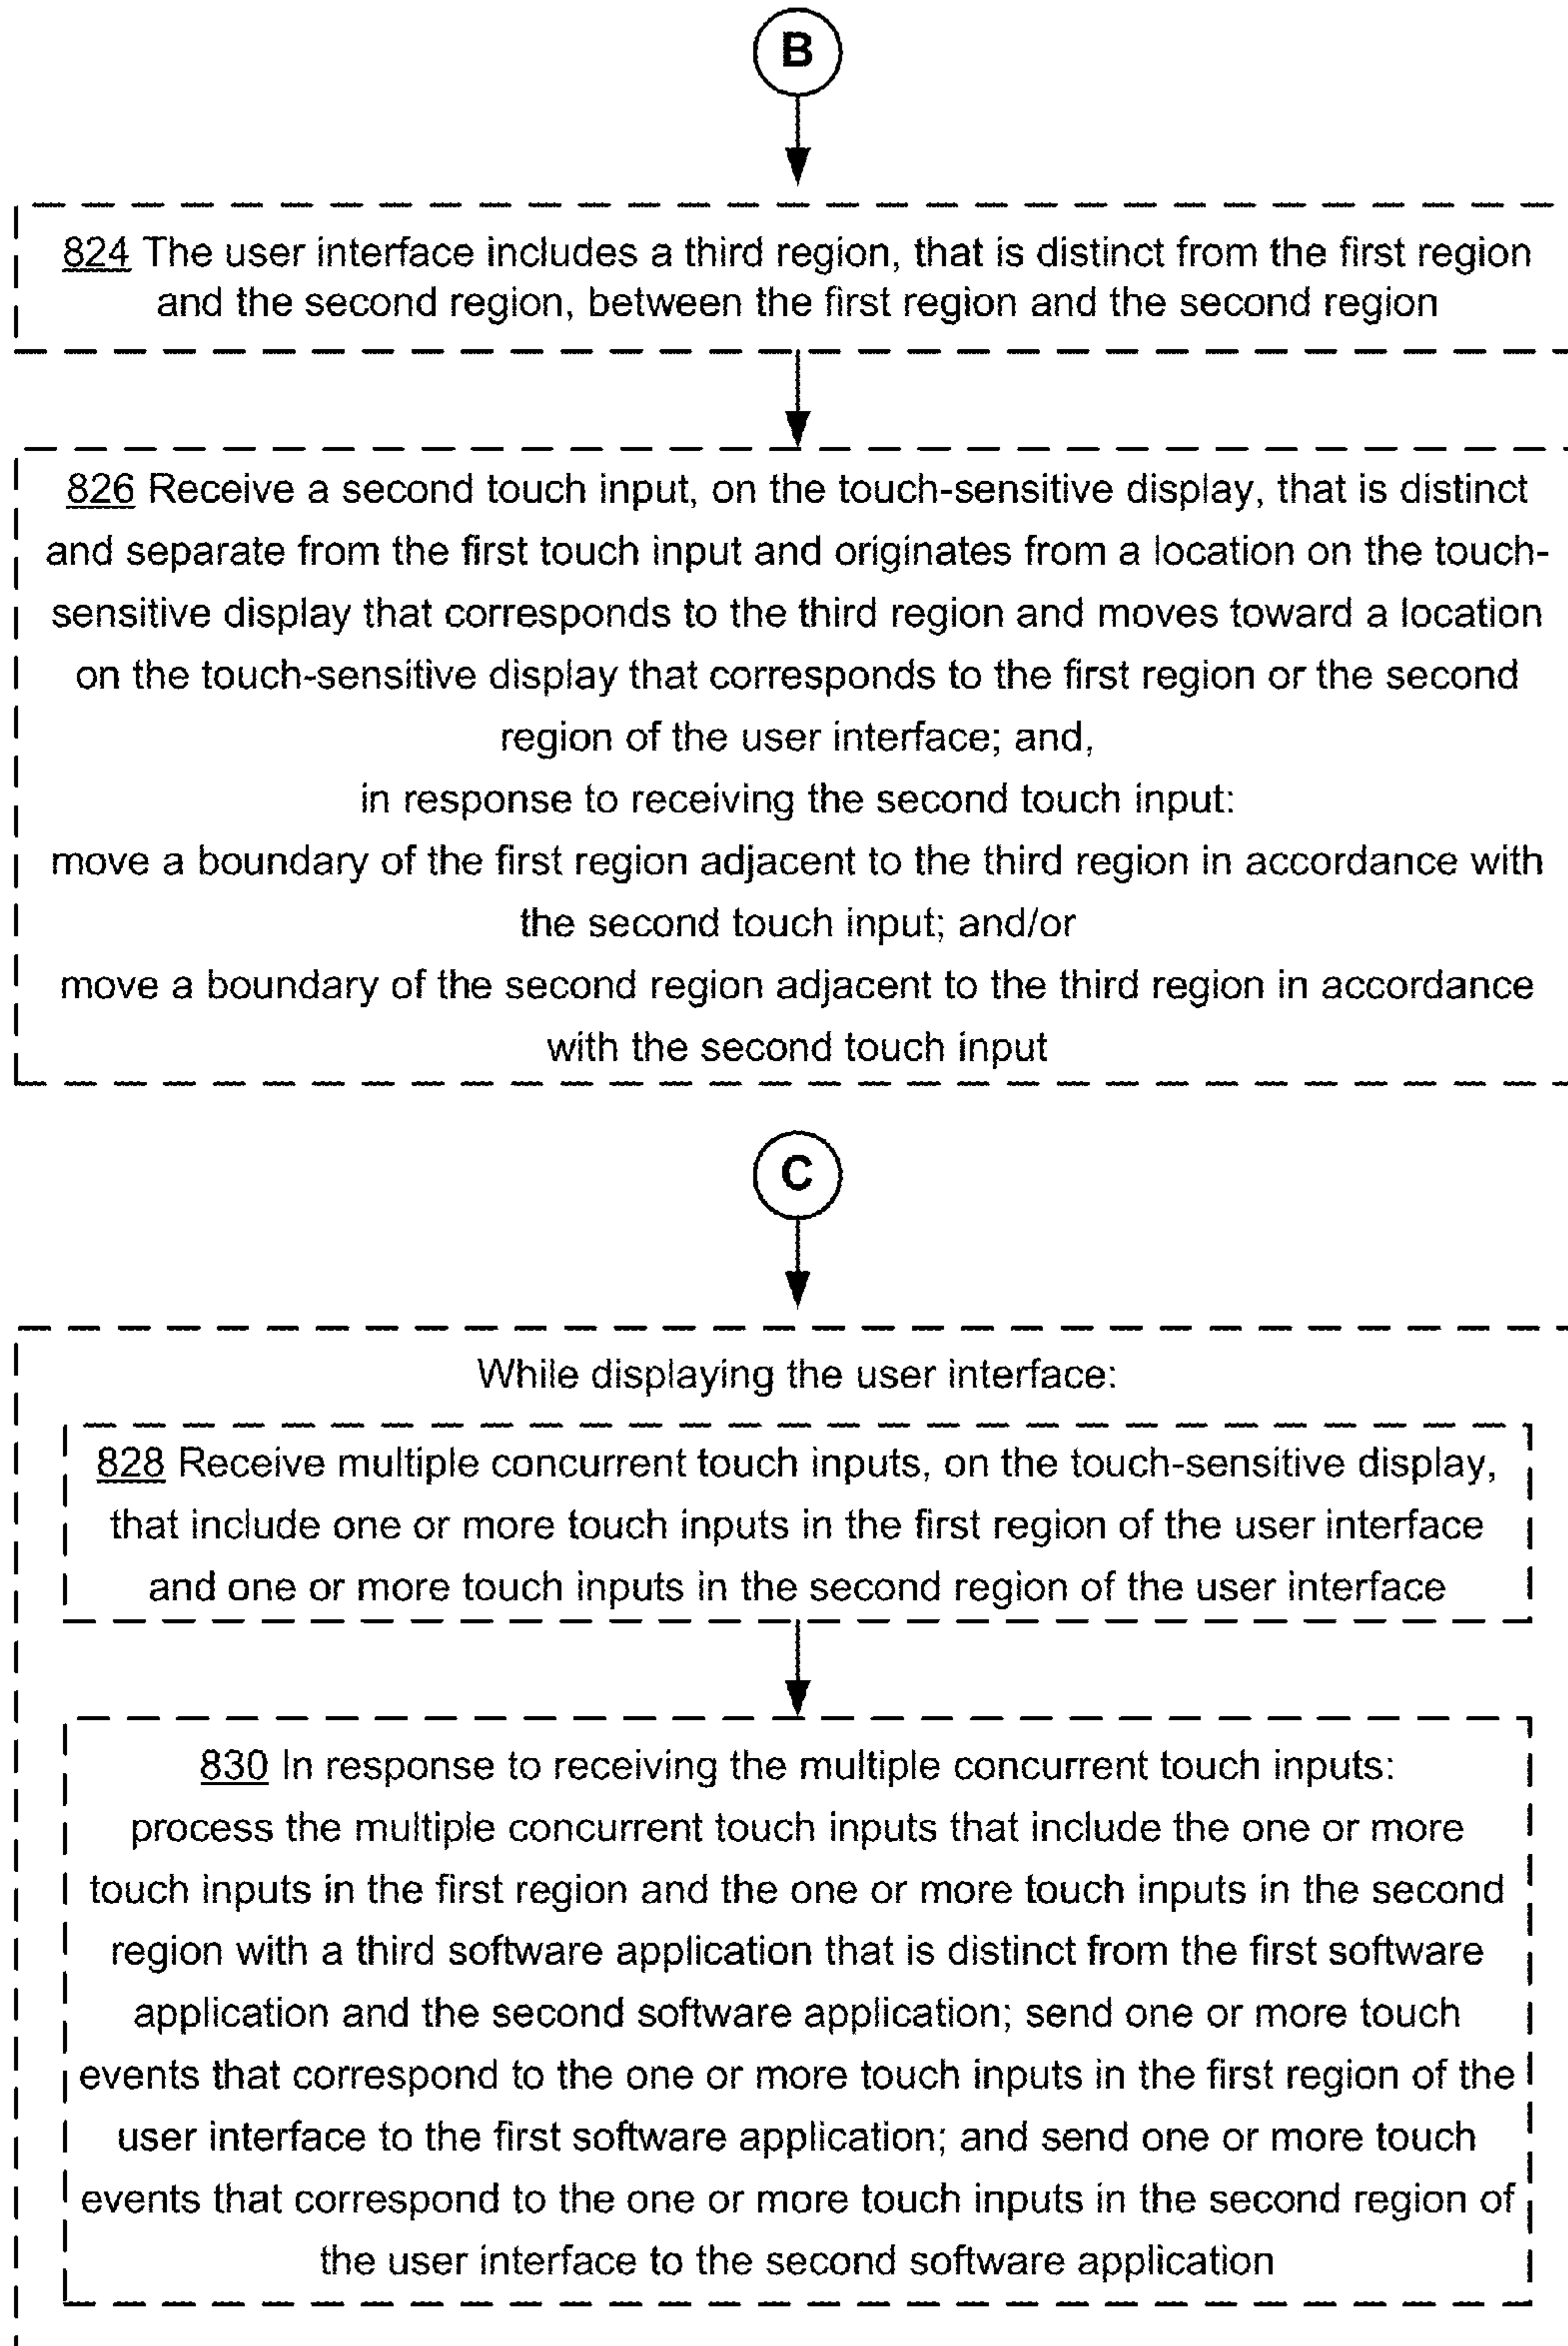 B
824 The user interface includes a third region, that is distinct from the first region
and the second region, between the first region and the second region
826 Receive a second touch input, on the touch-sensitive display, that is distinct
and separate from the first touch input and originates from a location on the touch-
sensitive display that corresponds to the third region and moves toward a location
on the touch-sensitive display that corresponds to the first region or the second
region of the user interface; and,
in response to receiving the second touch input:
move a boundary of the first region adjacent to the third region in accordance with
the second touch input; and/or
move a boundary of the second region adjacent to the third region in accordance
with the second touch input
C
While displaying the user interface:
828 Receive multiple concurrent touch inputs, on the touch-sensitive display,
that include one or more touch inputs in the first region of the user interface
and one or more touch inputs in the second region of the user interface
830 In response to receiving the multiple concurrent touch inputs:
process the multiple concurrent touch inputs that include the one or more
touch inputs in the first region and the one or more touch inputs in the second
region with a third software application that is distinct from the first software
application and the second software application; send one or more touch
events that correspond to the one or more touch inputs in the first region of the
user interface to the first software application; and send one or more touch
events that correspond to the one or more touch inputs in the second region of
the user interface to the second software application